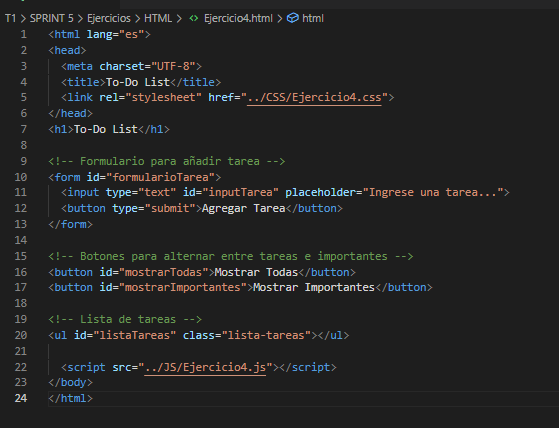 T1 > SPRINT 5 > Ejercicios > HTML > <> Ejercicio4.html > html
1 <html lang="es">
2 <head>
3 <meta charset="UTF-8">
4 <title>To-Do List</title>
5 <link rel="stylesheet" href="../CSS/Ejercicio4.css">
6 </head>
7 <h1>To-Do List</h1>
8
9 <!-- Formulario para añadir tarea -->
10 <form id="formularioTarea">
11 <input type="text" id="inputTarea" placeholder="Ingrese una tarea...">
12 <button type="submit">Agregar Tarea</button>
13 </form>
14
15 <!-- Botones para alternar entre tareas e importantes -->
16 <button id="mostrarTodas">Mostrar Todas</button>
17 <button id="mostrarImportantes">Mostrar Importantes</button>
18
19 <!-- Lista de tareas -->
20 <ul id="listaTareas" class="lista-tareas"></ul>
21
22 <script src="../JS/Ejercicio4.js"></script>
23 </body>
24 </html>